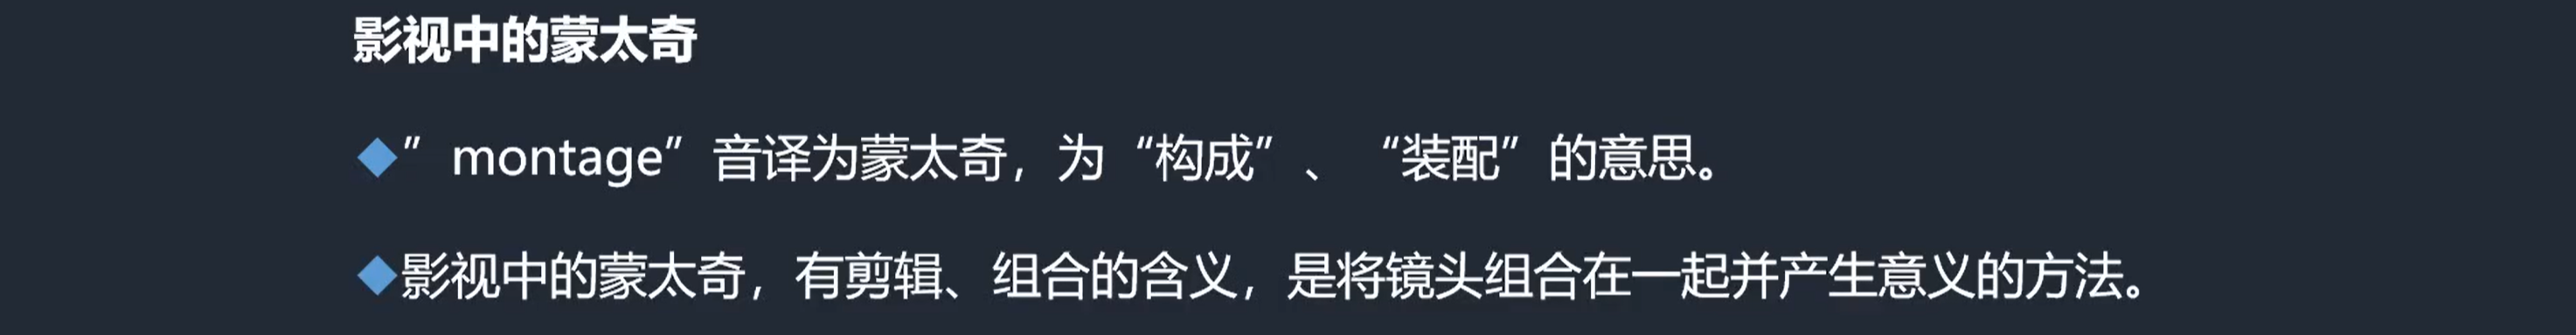 影视中的蒙太奇
◆” montage”音译为蒙太奇，为“构成”、“装配”的意思。
◆影视中的蒙太奇，有剪辑、组合的含义，是将镜头组合在一起并产生意义的方法。